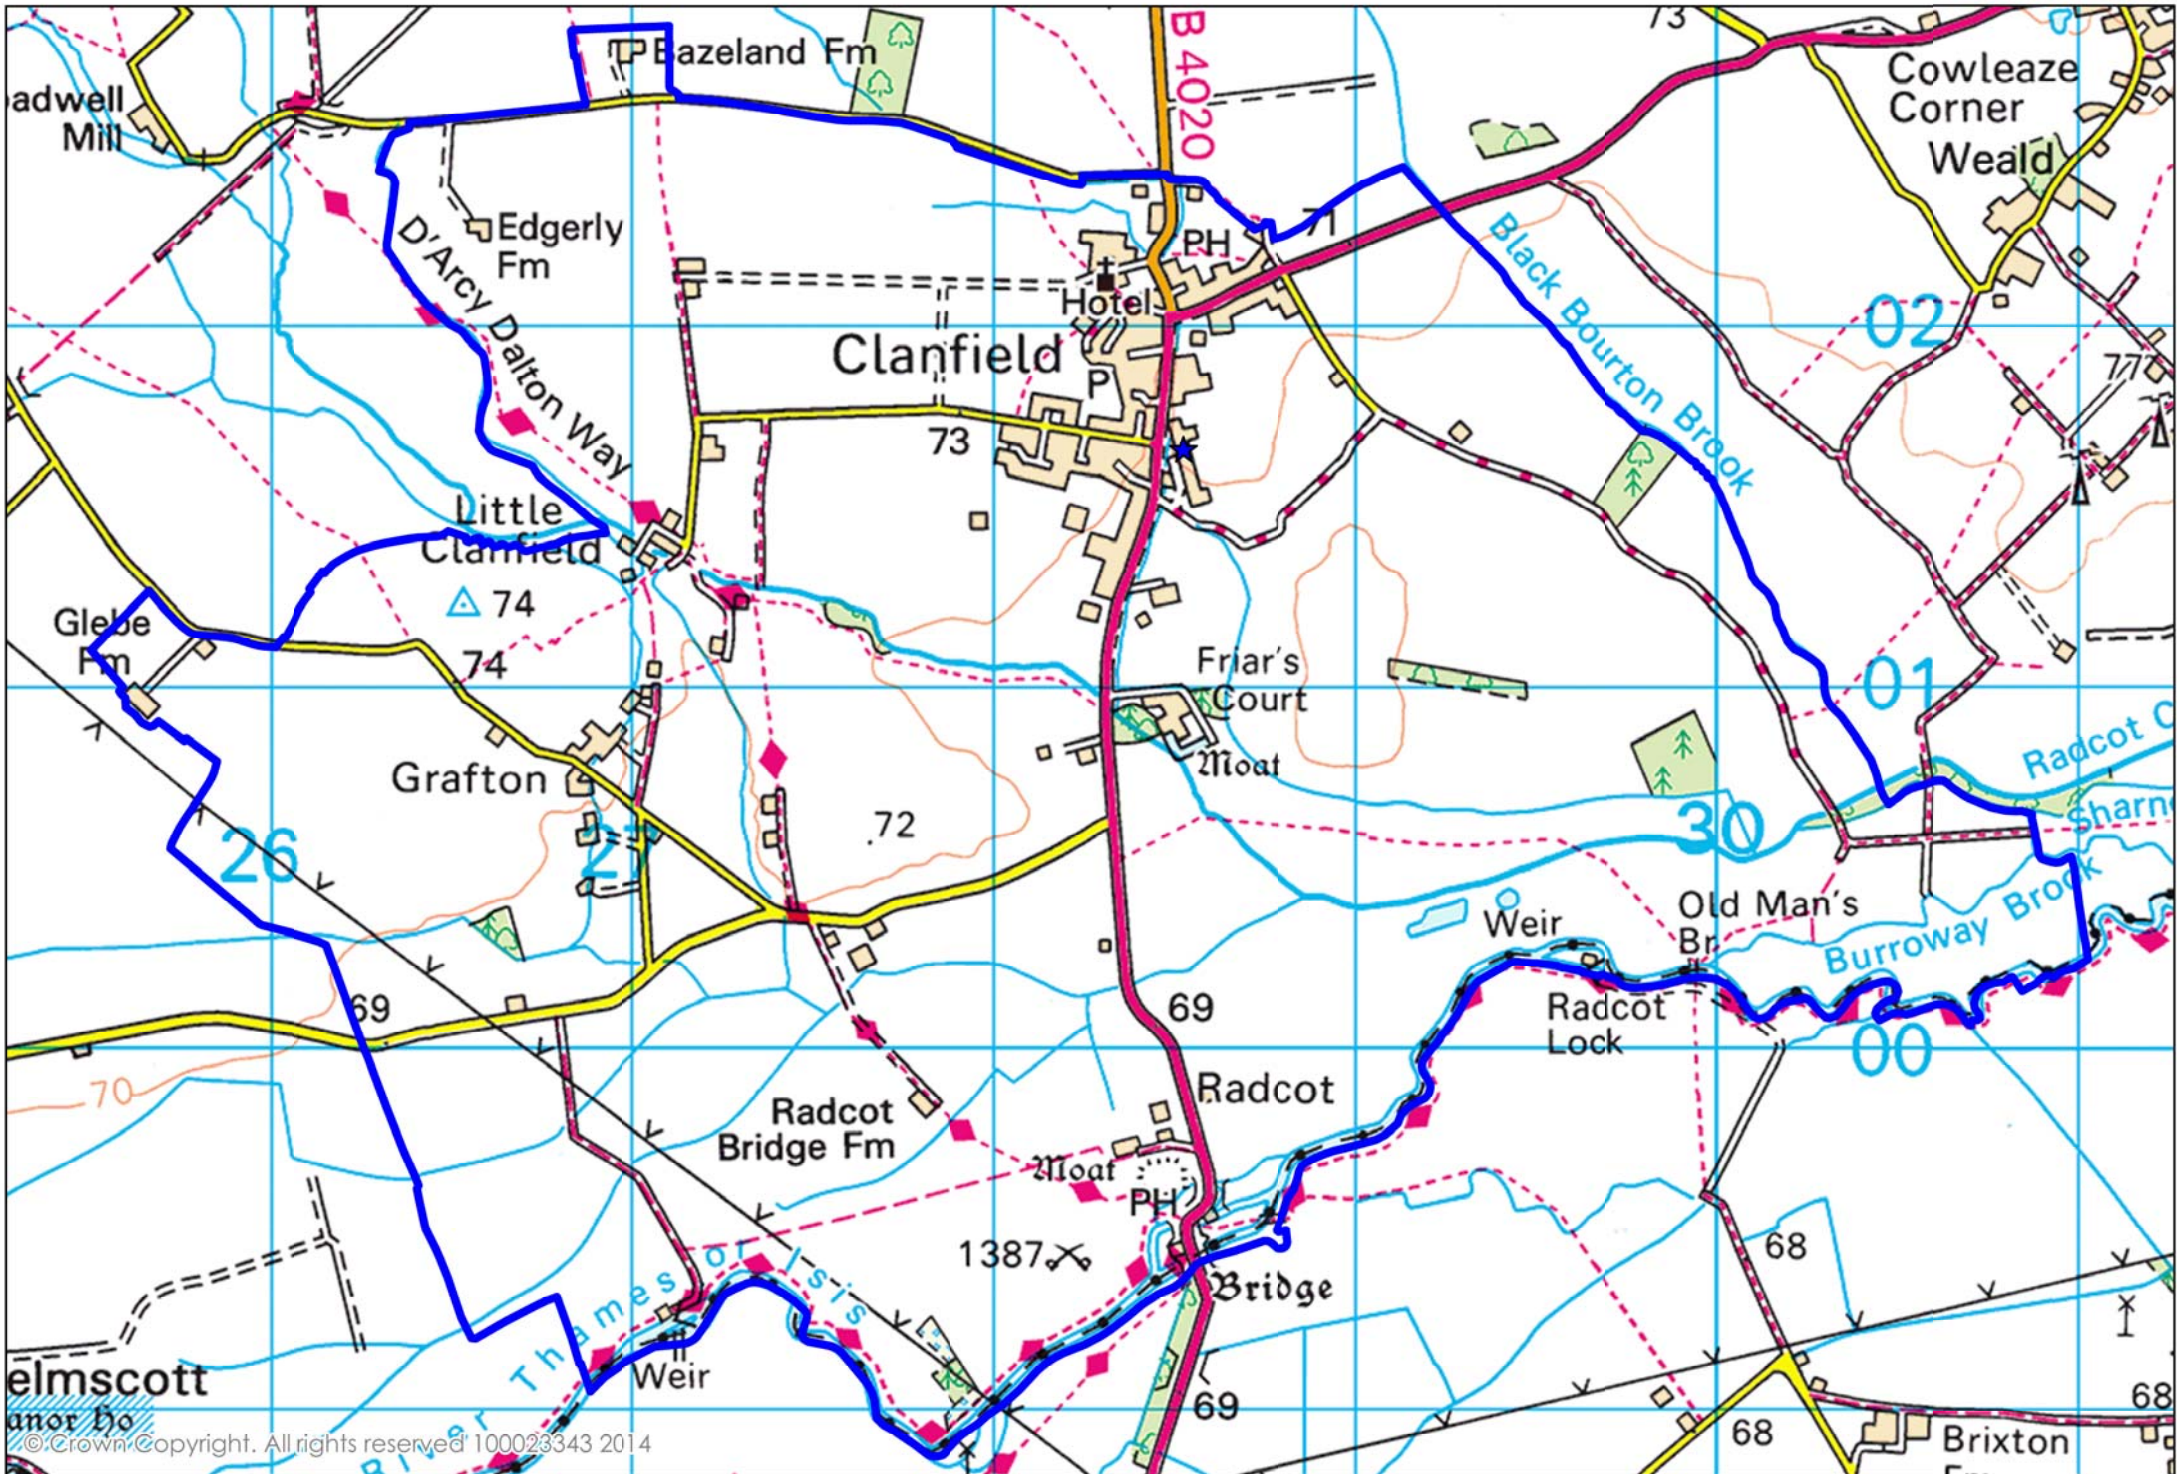 73
Bazeland Fm
B 4020
Cowleaze
Corner
adwell
Mill
Weald
71
Edgerly
Fm
PH
D'Arcy Dalton Way
Black Bourton Brook
Hotel
02
Clanfield
P
77
73
Little
Clanfield
74
Glebe
Fm
74
Friar's
Court
01
Radcot C
Moat
Grafton
Sharn
72
30
26
27
Old Man's
Br
Weir
Burroway Brook
69
69
Radcot
Lock
00
70
Radcot
Radcot
Bridge Fm
Moat
PH
68
1387
Bridge
River Thames or Isis
Weir
elmscott
anor Ho
69
68
68
© Crown Copyright. All rights reserved 100023343 2014
Brixton
Fm